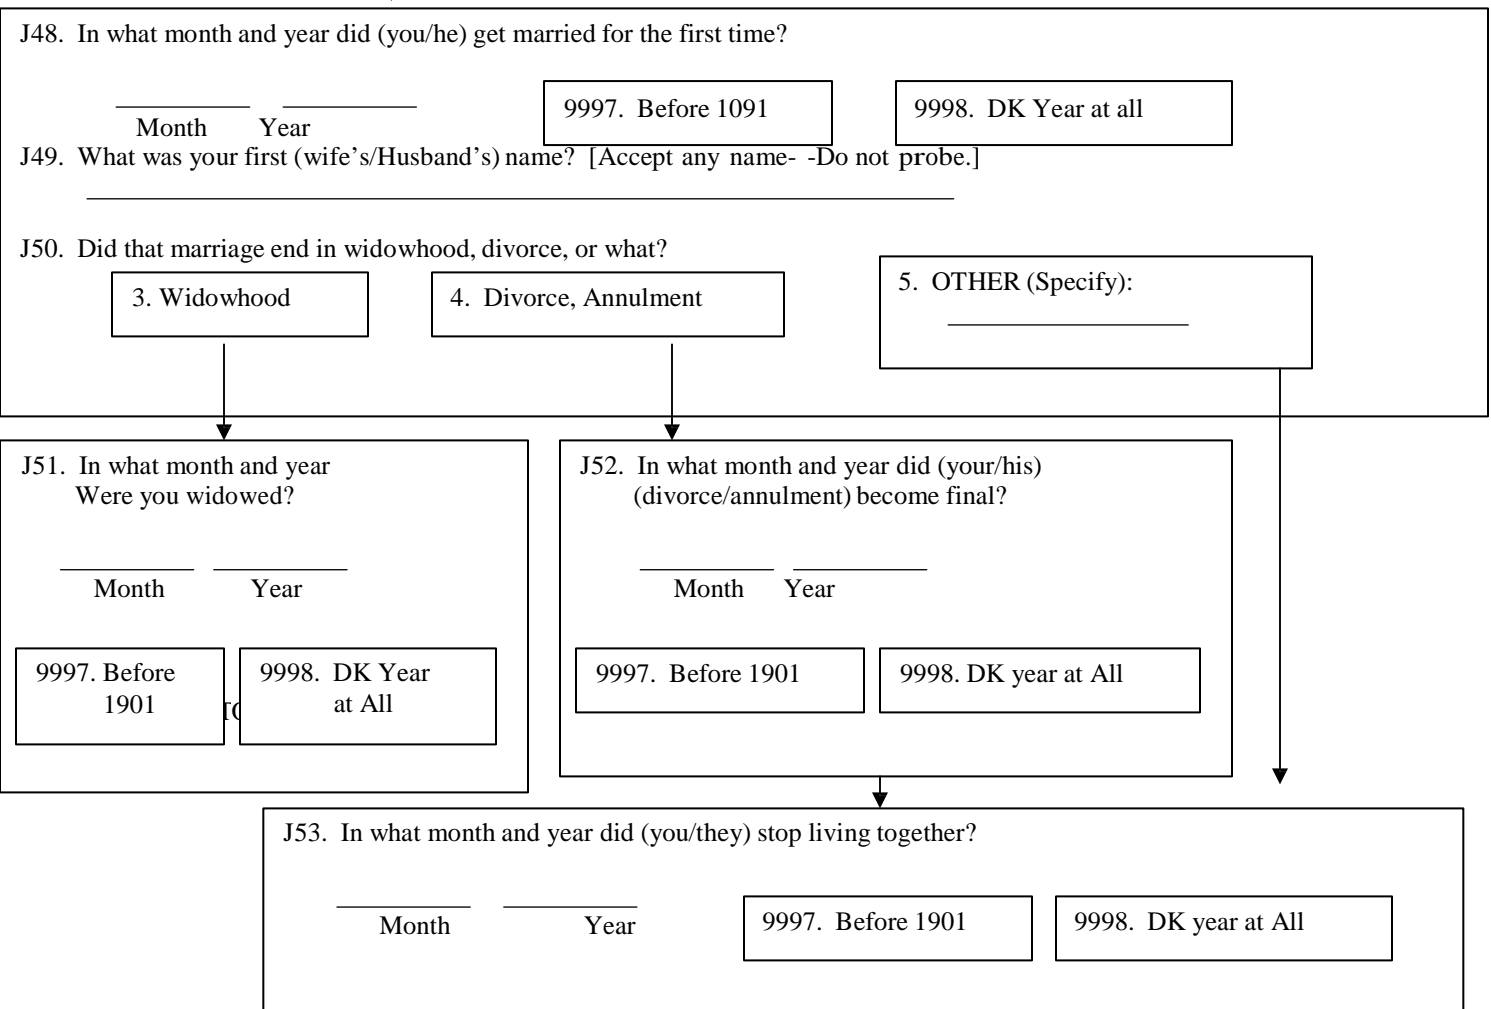 J48. In what month and year did (you/he) get married for the first time?
9997. Before 1091
9998. DK Year at all
Month Year
J49. What was your first (wife's/Husband's) name? [Accept any name- -Do not probe.]
J50. Did that marriage end in widowhood, divorce, or what?
3. Widowhood
4. Divorce, Annulment
5. OTHER (Specify):
J51. In what month and year
Were you widowed?
Month Year
9997. Before
1901
9998. DK Year
at All
J52. In what month and year did (your/his)
(divorce/annulment) become final?
Month Year
9997. Before 1901
9998. DK year at All
J53. In what month and year did (you/they) stop living together?
Month Year
9997. Before 1901
9998. DK year at All